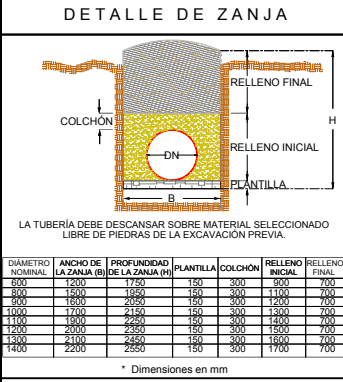 DETALLE DE ZANJA
RELLENO FINAL
COLCHÓN
H
DN
RELLENO INICIAL
PLANTILLA
B
LA TUBERÍA DEBE DESCANSAR SOBRE MATERIAL SELECCIONADO
LIBRE DE PIEDRAS DE LA EXCAVACIÓN PREVIA.
DIÁMETRO NOMINAL ANCHO DE LA ZANJA (B) PROFUNDIDAD DE LA ZANJA (H) PLANTILLA COLCHÓN RELLENO INICIAL RELLENO FINAL
600 1200 1750 150 300 900 700
800 1500 1950 150 300 1100 700
900 1600 2050 150 300 1200 700
1000 1700 2150 150 300 1300 700
1100 1900 2250 150 300 1400 700
1200 2000 2350 150 300 1500 700
1300 2100 2450 150 300 1600 700
1400 2200 2550 150 300 1700 700
* Dimensiones en mm